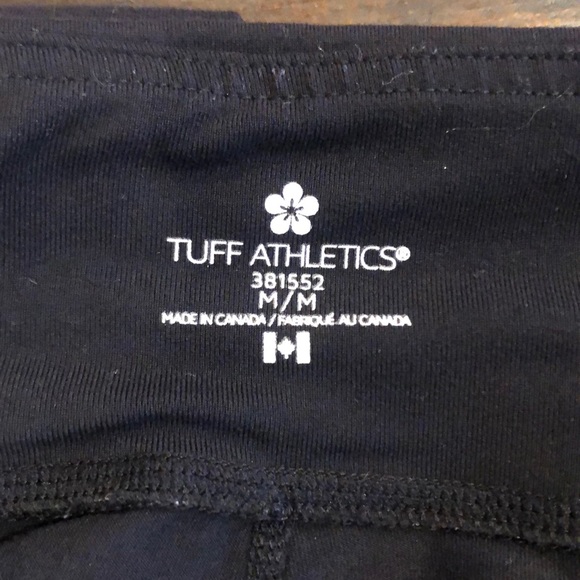 TUFF ATHLETICS®
381552
M/M
MADE IN CANADA / FABRIQUÉ AU CANADA